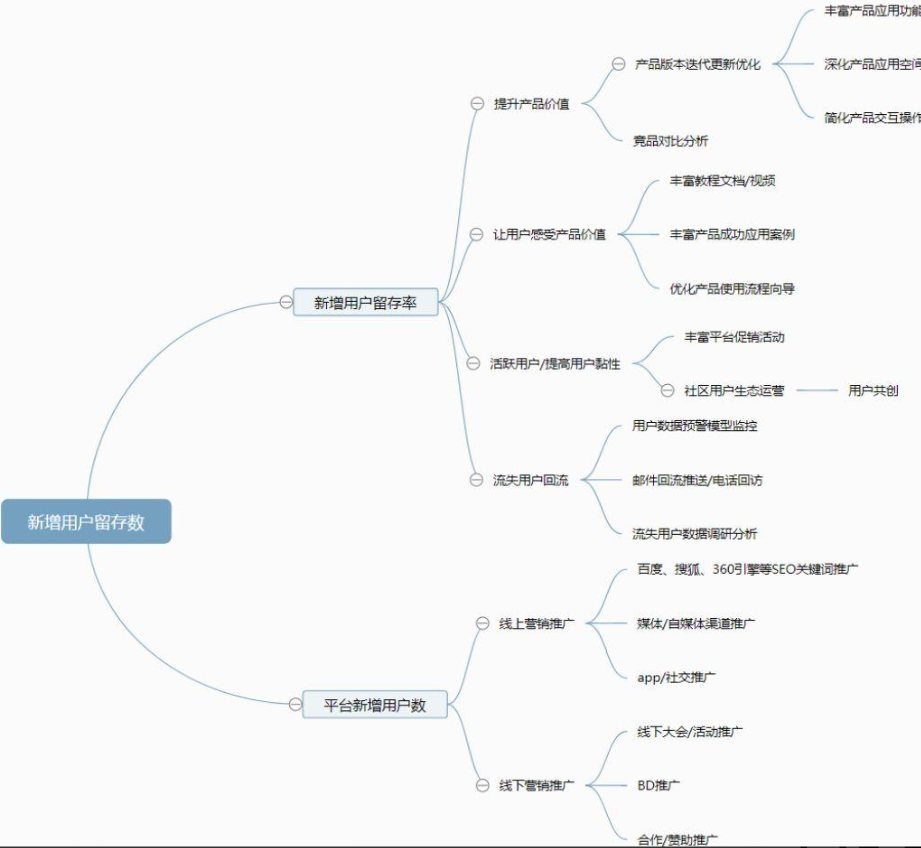 新增用户留存数
新增用户留存率
提升产品价值
产品版本迭代更新优化
丰富产品应用功能
深化产品应用空间
简化产品交互操作
竞品对比分析
让用户感受产品价值
丰富教程文档/视频
丰富产品成功应用案例
优化产品使用流程向导
活跃用户/提高用户黏性
丰富平台促销活动
社区用户生态运营
用户共创
流失用户回流
用户数据预警模型监控
邮件回流推送/电话回访
流失用户数据调研分析
平台新增用户数
线上营销推广
百度、搜狐、360引擎等SEO关键词推广
媒体/自媒体渠道推广
app/社交推广
线下营销推广
线下大会/活动推广
BD推广
合作/赞助推广